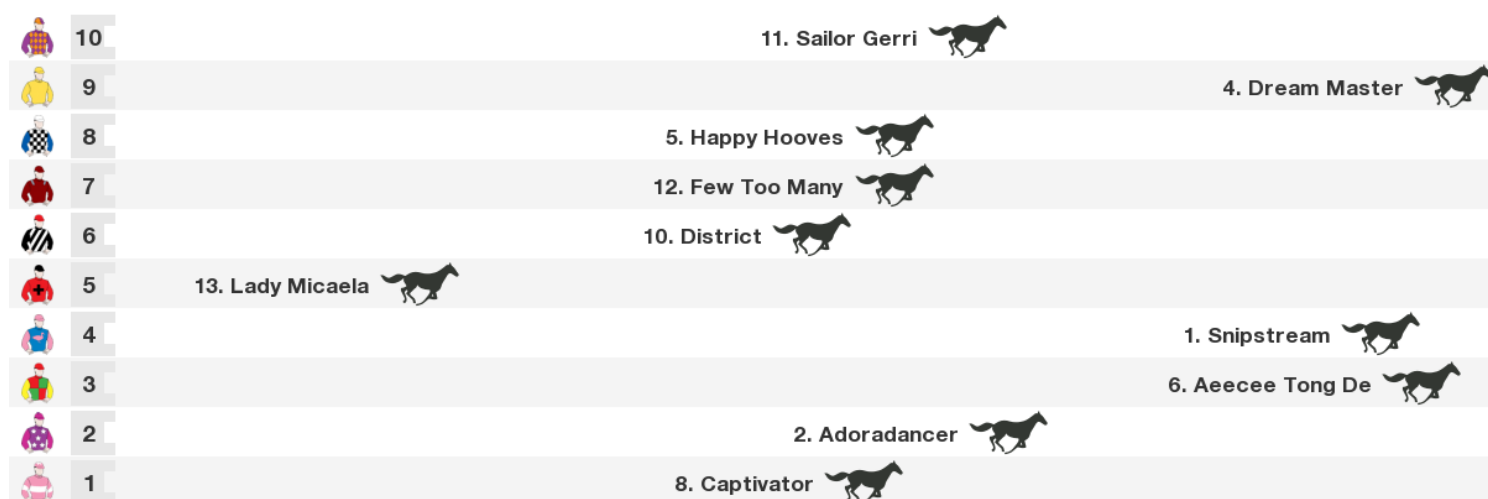 10 11. Sailor Gerri
9 4. Dream Master
8 5. Happy Hooves
7 12. Few Too Many
6 10. District
5 13. Lady Micaela
4 1. Snipstream
3 6. Aeecee Tong De
2 2. Adoradancer
1 8. Captivator